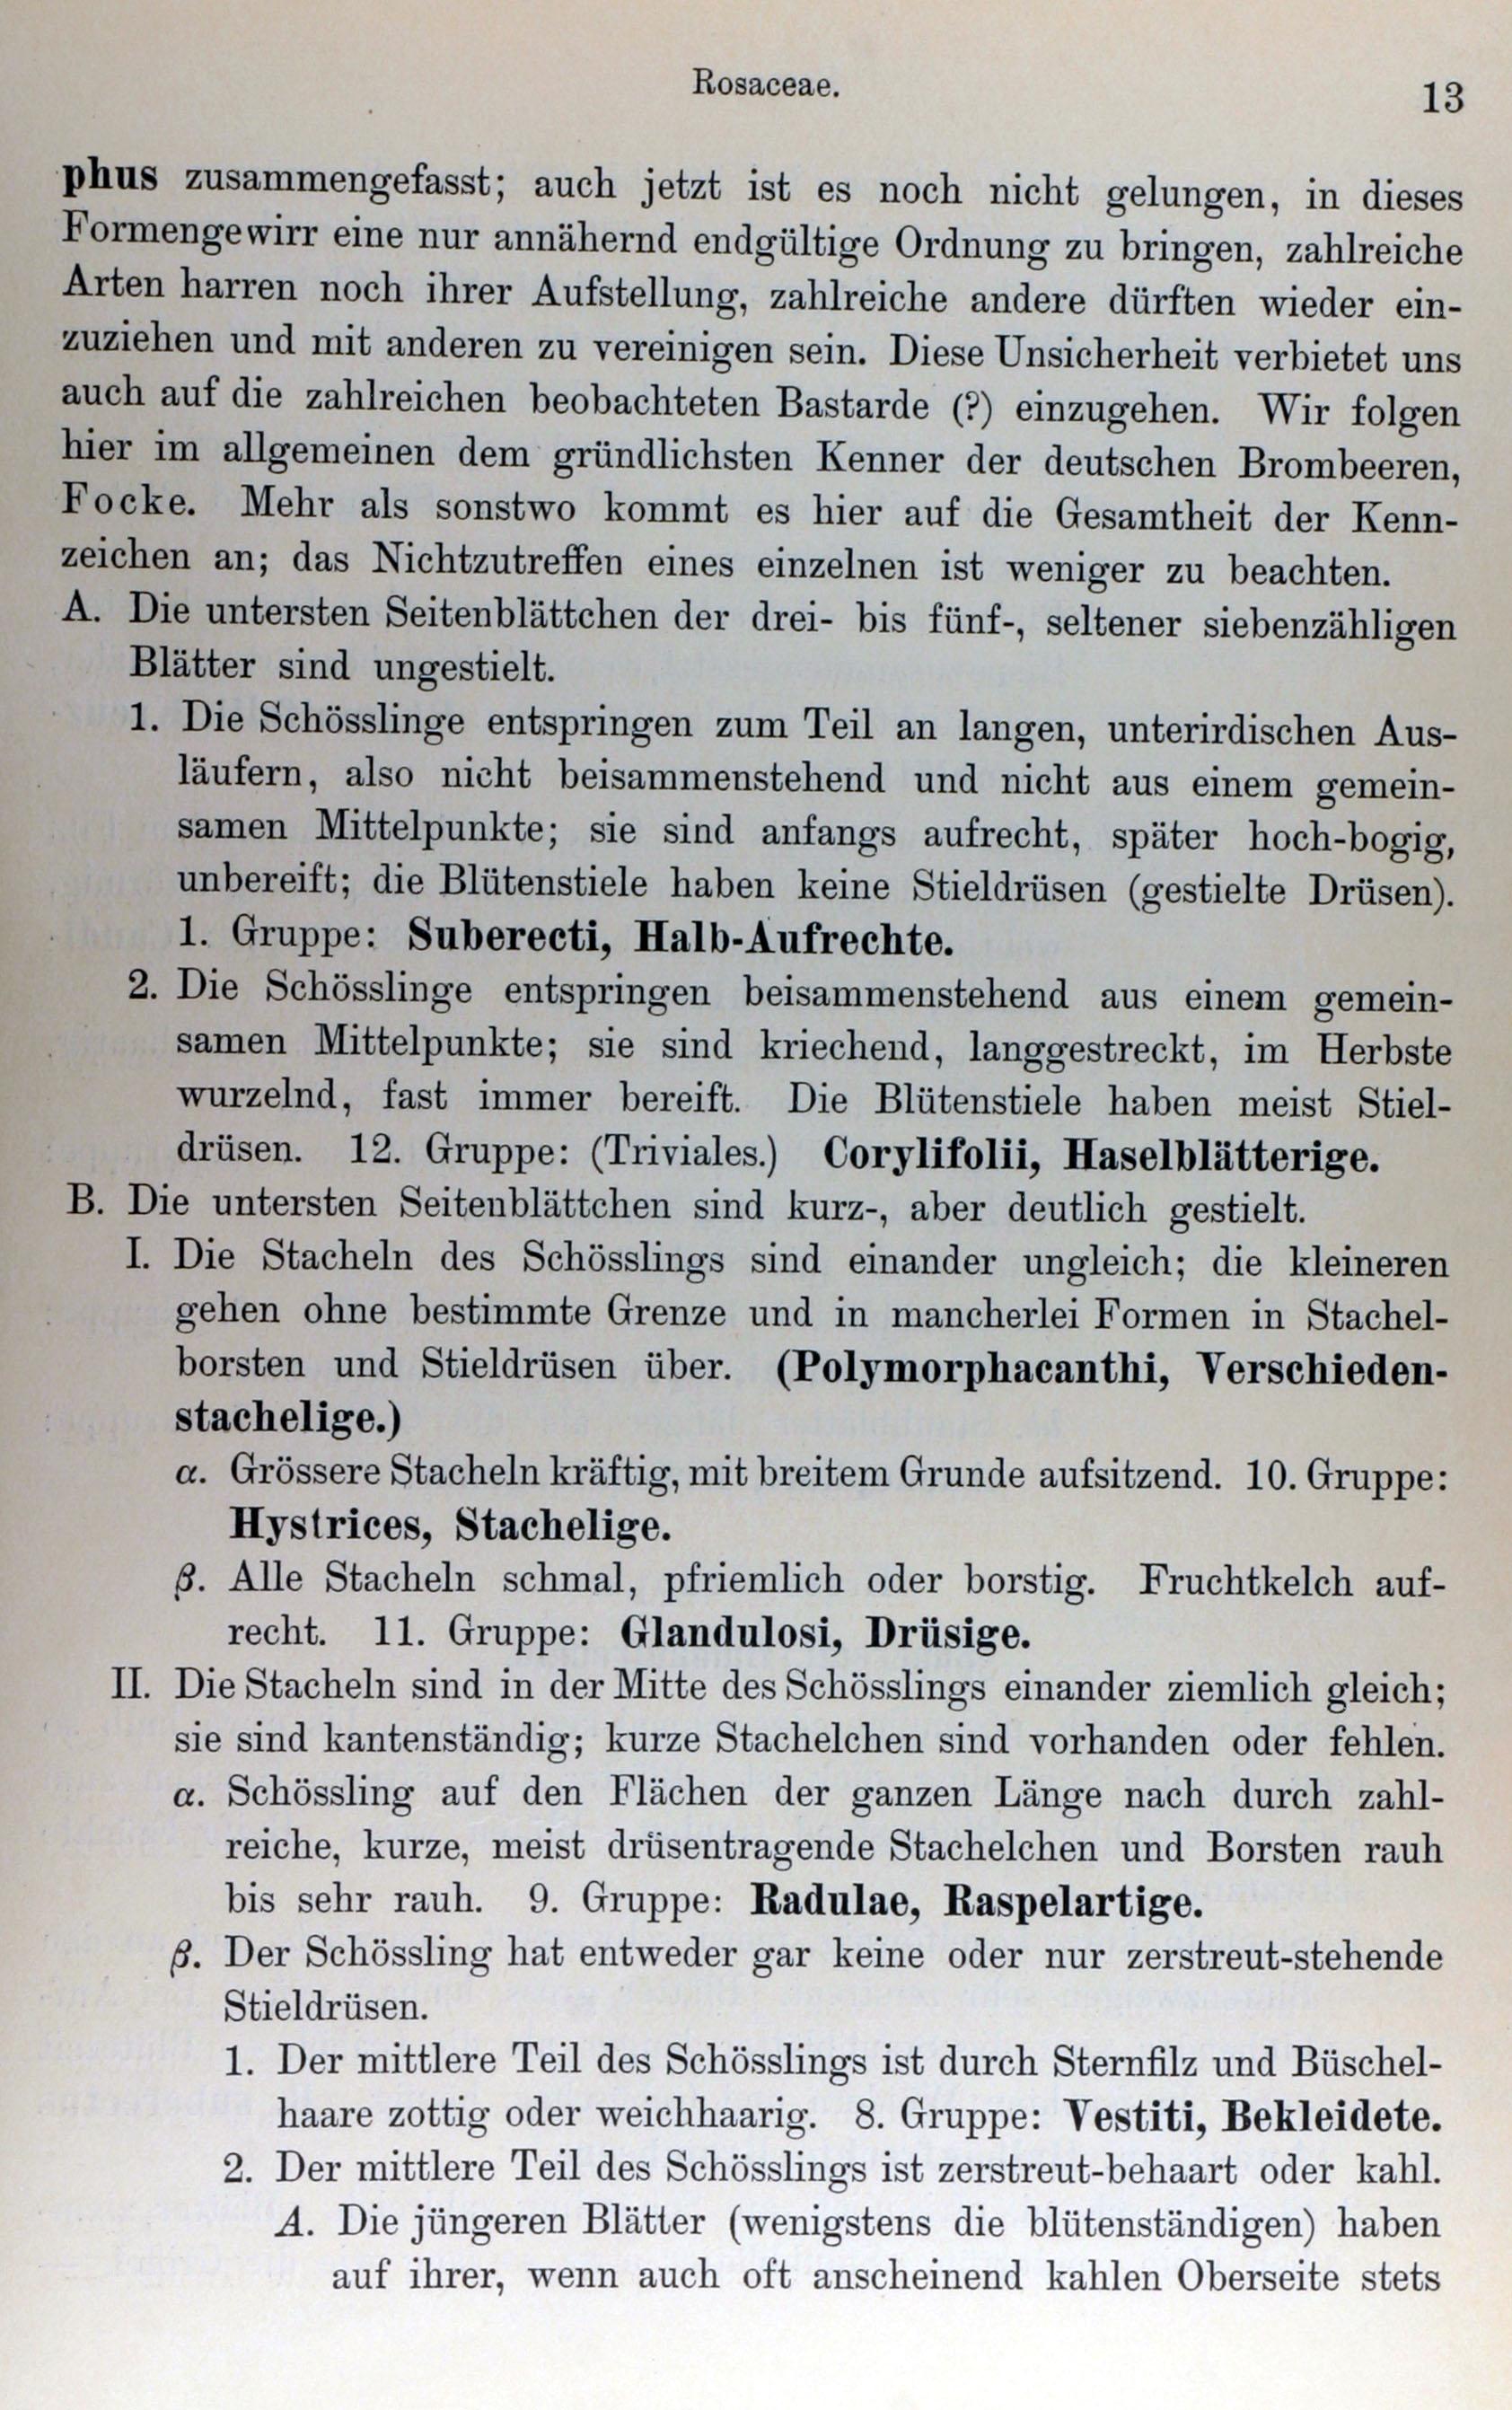 Rosaceae.
13
phus zusammengefasst; auch jetzt ist es noch nicht gelungen, in dieses
Formengewirr eine nur annähernd endgültige Ordnung zu bringen, zahlreiche
Arten harren noch ihrer Aufstellung, zahlreiche andere dürften wieder ein-
zuziehen und mit anderen zu vereinigen sein. Diese Unsicherheit verbietet uns
auch auf die zahlreichen beobachteten Bastarde (?) einzugehen. Wir folgen
hier im allgemeinen dem gründlichsten Kenner der deutschen Brombeeren,
Focke. Mehr als sonstwo kommt es hier auf die Gesamtheit der Kenn-
zeichen an; das Nichtzutreffen eines einzelnen ist weniger zu beachten.
A. Die untersten Seitenblättchen der drei- bis fünf-, seltener siebenzähligen
Blätter sind ungestielt.
1. Die Schösslinge entspringen zum Teil an langen, unterirdischen Aus-
läufern, also nicht beisammenstehend und nicht aus einem gemein-
samen Mittelpunkte; sie sind anfangs aufrecht, später hoch-bogig,
unbereift; die Blütenstiele haben keine Stieldrüsen (gestielte Drüsen).
1. Gruppe: Suberecti, Halb-Aufrechte.
2. Die Schösslinge entspringen beisammenstehend aus einem gemein-
samen Mittelpunkte; sie sind kriechend, langgestreckt, im Herbste
wurzelnd, fast immer bereift. Die Blütenstiele haben meist Stiel-
drüsen. 12. Gruppe: (Triviales.) Corylifolii, Haselblätterige.
B. Die untersten Seitenblättchen sind kurz-, aber deutlich gestielt.
I. Die Stacheln des Schösslings sind einander ungleich; die kleineren
gehen ohne bestimmte Grenze und in mancherlei Formen in Stachel-
borsten und Stieldrüsen über. (Polymorphacanthi, Verschieden-
stachelige.)
α. Grössere Stacheln kräftig, mit breitem Grunde aufsitzend. 10. Gruppe:
Hystrices, Stachelige.
β. Alle Stacheln schmal, pfriemlich oder borstig. Fruchtkelch auf-
recht. 11. Gruppe: Glandulosi, Drüsige.
II. Die Stacheln sind in der Mitte des Schösslings einander ziemlich gleich;
sie sind kantenständig; kurze Stachelchen sind vorhanden oder fehlen.
α. Schössling auf den Flächen der ganzen Länge nach durch zahl-
reiche, kurze, meist drüsentragende Stachelchen und Borsten rauh
bis sehr rauh. 9. Gruppe: Radulae, Raspelartige.
β. Der Schössling hat entweder gar keine oder nur zerstreut-stehende
Stieldrüsen.
1. Der mittlere Teil des Schösslings ist durch Sternfilz und Büschel-
haare zottig oder weichhaarig. 8. Gruppe: Vestiti, Bekleidete.
2. Der mittlere Teil des Schösslings ist zerstreut-behaart oder kahl.
A. Die jüngeren Blätter (wenigstens die blütenständigen) haben
auf ihrer, wenn auch oft anscheinend kahlen Oberseite stets